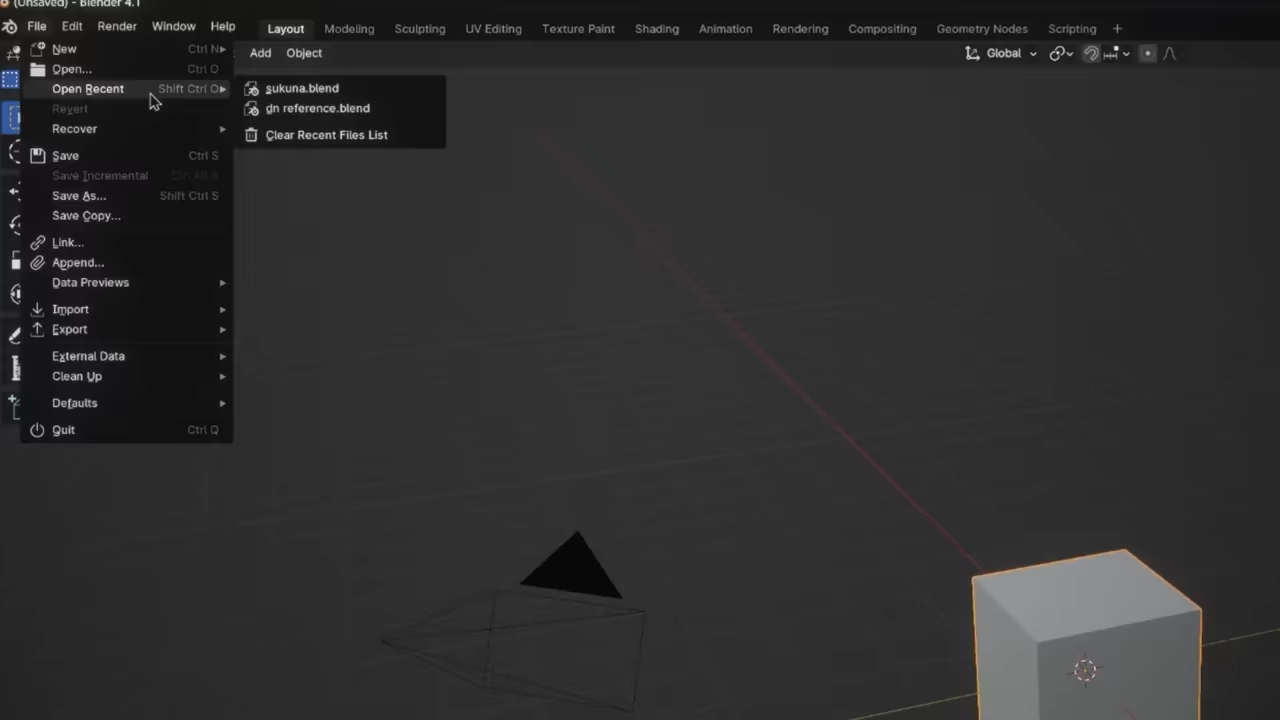 (Unsaved) - Blender 4.1
File Edit Render Window Help
Layout Modeling Sculpting UV Editing Texture Paint Shading Animation Rendering Compositing Geometry Nodes Scripting +
Add Object
Global
New Ctrl N
Open... Ctrl O
Open Recent Shift Ctrl O
Revert
Recover
Save Ctrl S
Save Incremental Ctrl Alt S
Save As... Shift Ctrl S
Save Copy...
Link...
Append...
Data Previews
Import
Export
External Data
Clean Up
Defaults
Quit Ctrl Q
sukuna.blend
gn reference.blend
Clear Recent Files List